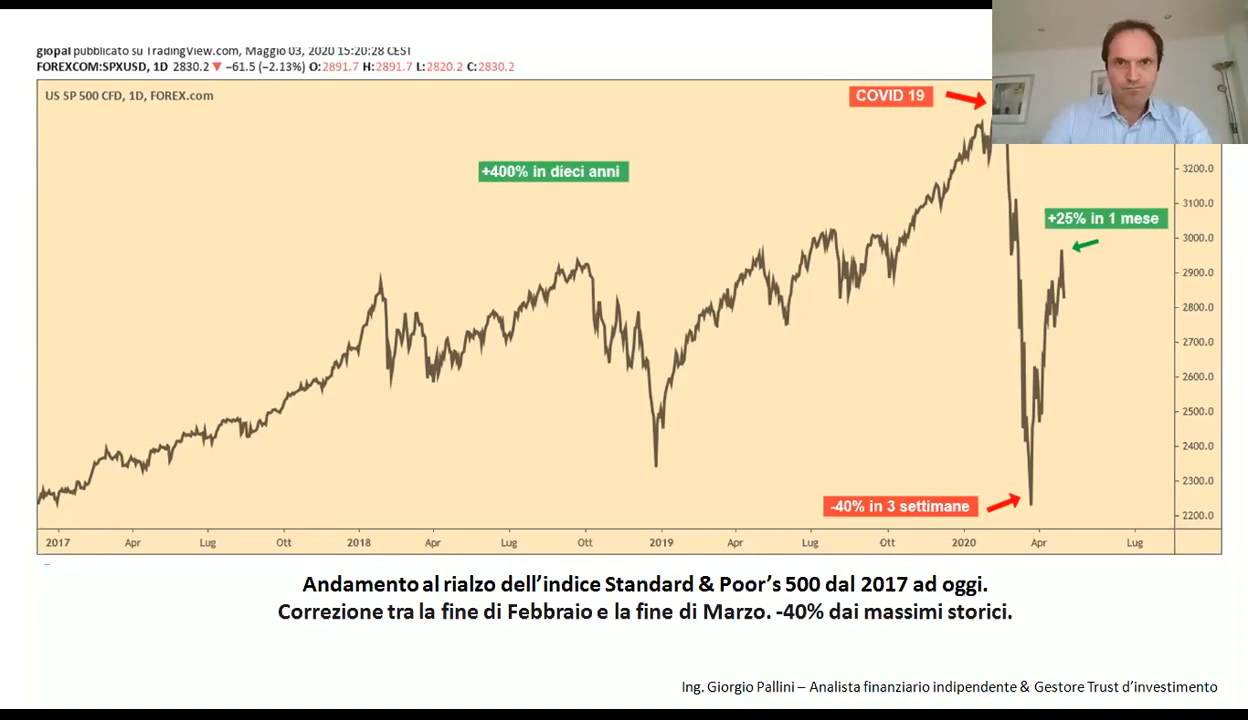 giopal pubblicato su TradingView.com, Maggio 03, 2020 15:20:28 CEST
FOREXCOM:SPXUSD, 1D 2830.2 ▼ −61.5 (−2.13%) O: 2891.7 H: 2891.7 L: 2820.2 C: 2830.2
US SP 500 CFD, 1D, FOREX.com
COVID 19
+400% in dieci anni
+25% in 1 mese
-40% in 3 settimane
3200.0
3100.0
3000.0
2900.0
2800.0
2700.0
2600.0
2500.0
2400.0
2300.0
2200.0
2017 Apr Lug Ott 2018 Apr Lug Ott 2019 Apr Lug Ott 2020 Apr Lug
Andamento al rialzo dell’indice Standard & Poor’s 500 dal 2017 ad oggi.
Correzione tra la fine di Febbraio e la fine di Marzo. -40% dai massimi storici.
Ing. Giorgio Pallini – Analista finanziario indipendente & Gestore Trust d’investimento